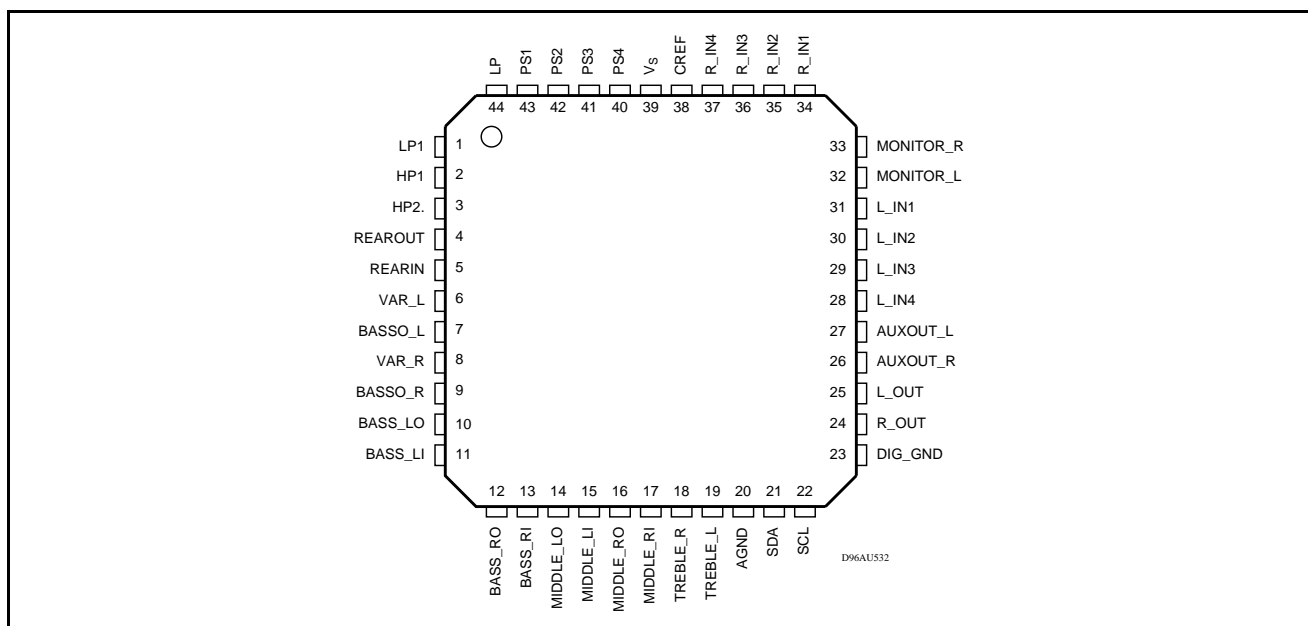 LP
PS1
PS2
PS3
PS4
VS
CREF
R_IN4
R_IN3
R_IN2
R_IN1
44 43 42 41 40 39 38 37 36 35 34
LP1 1
HP1 2
HP2. 3
REAROUT 4
REARIN 5
VAR_L 6
BASSO_L 7
VAR_R 8
BASSO_R 9
BASS_LO 10
BASS_LI 11
33 MONITOR_R
32 MONITOR_L
31 L_IN1
30 L_IN2
29 L_IN3
28 L_IN4
27 AUXOUT_L
26 AUXOUT_R
25 L_OUT
24 R_OUT
23 DIG_GND
12 13 14 15 16 17 18 19 20 21 22
BASS_RO
BASS_RI
MIDDLE_LO
MIDDLE_LI
MIDDLE_RO
MIDDLE_RI
TREBLE_R
TREBLE_L
AGND
SDA
SCL
D96AU532